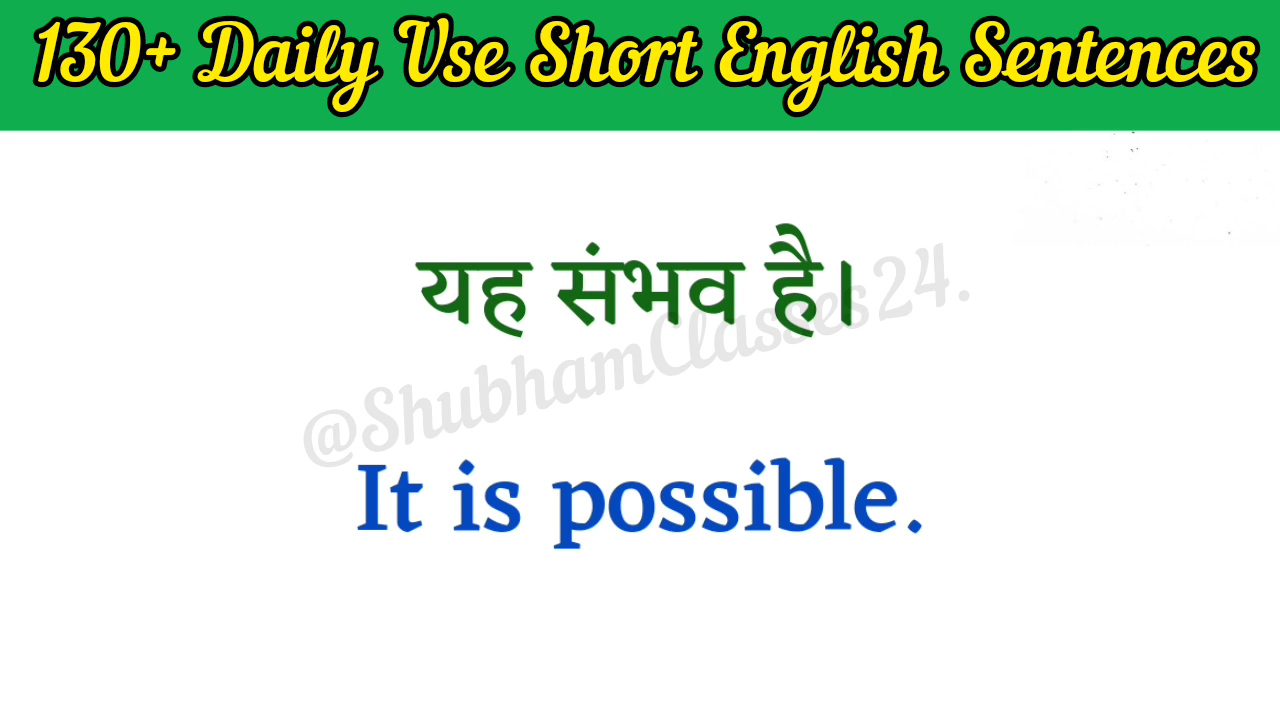 130+ Daily Use Short English Sentences
यह संभव है।
@ShubhamClasses24.
It is possible.